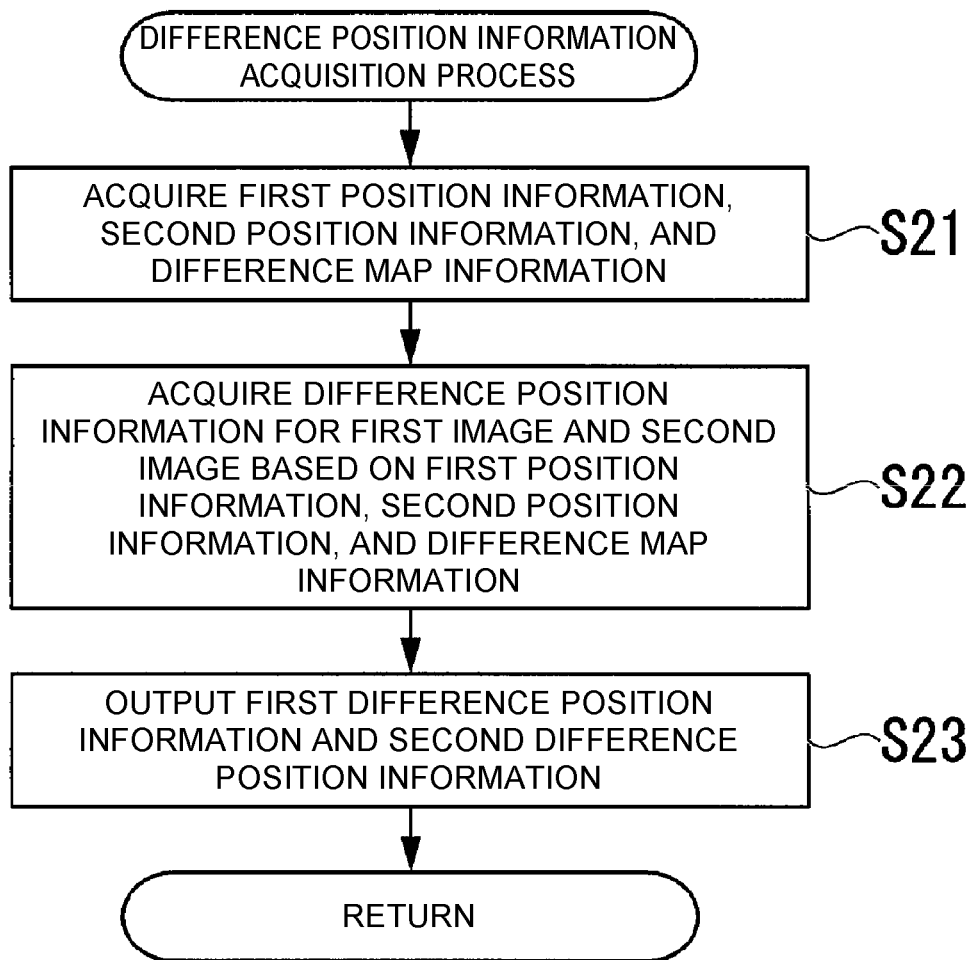 DIFFERENCE POSITION INFORMATION
ACQUISITION PROCESS
ACQUIRE FIRST POSITION INFORMATION,
SECOND POSITION INFORMATION, AND
DIFFERENCE MAP INFORMATION
S21
ACQUIRE DIFFERENCE POSITION
INFORMATION FOR FIRST IMAGE AND SECOND
IMAGE BASED ON FIRST POSITION
INFORMATION, SECOND POSITION
INFORMATION, AND DIFFERENCE MAP
INFORMATION
S22
OUTPUT FIRST DIFFERENCE POSITION
INFORMATION AND SECOND DIFFERENCE
POSITION INFORMATION
S23
RETURN